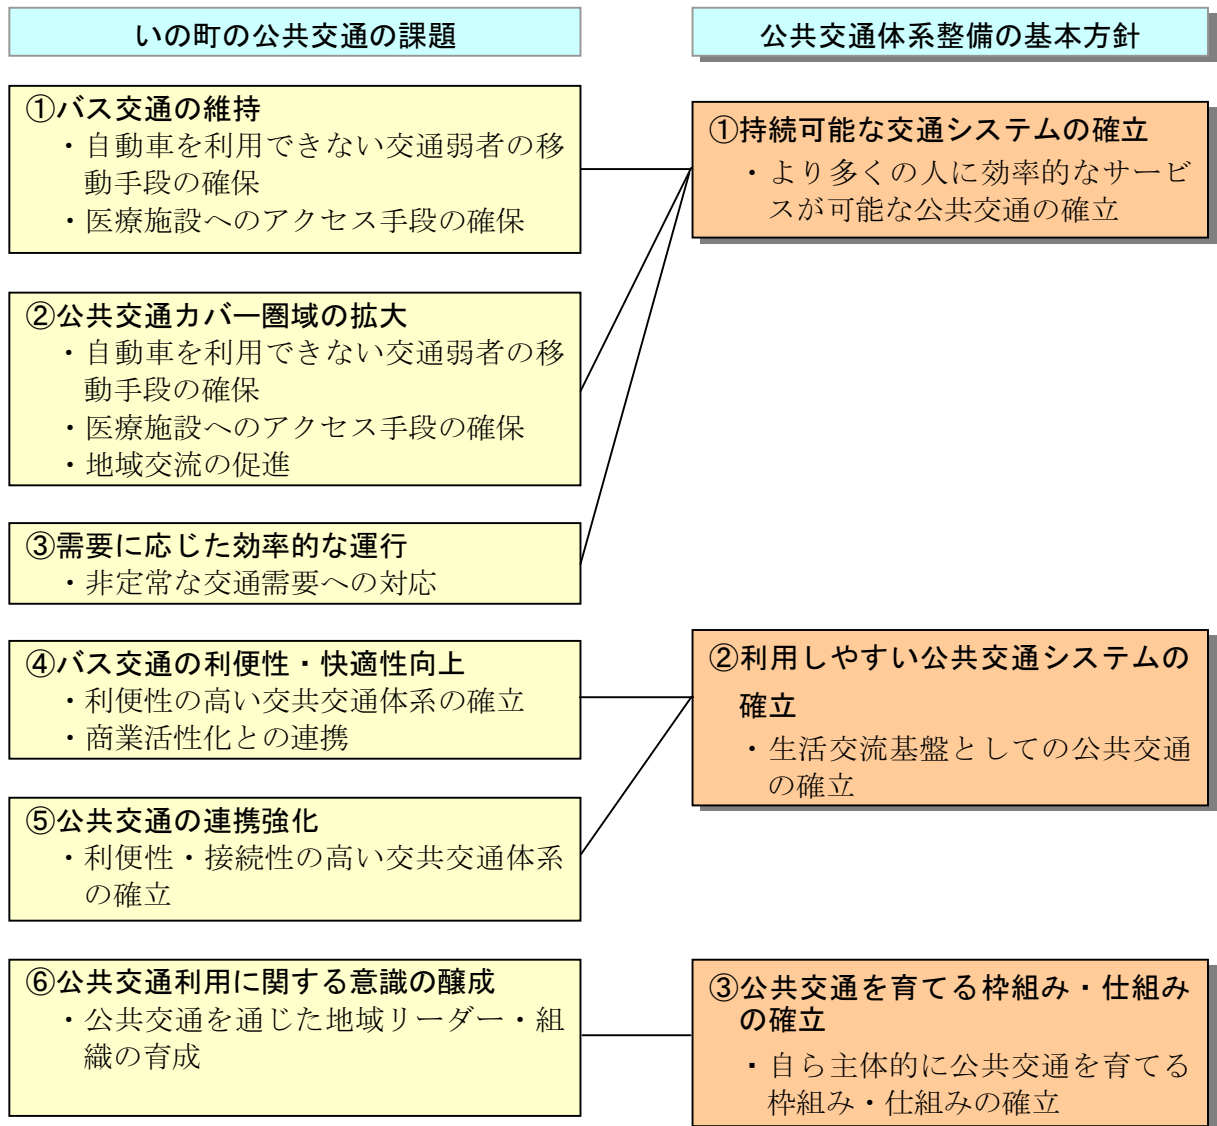 いの町の公共交通の課題
①バス交通の維持
・自動車を利用できない交通弱者の移
動手段の確保
・医療施設へのアクセス手段の確保
②公共交通カバー圏域の拡大
・自動車を利用できない交通弱者の移
動手段の確保
・医療施設へのアクセス手段の確保
・地域交流の促進
③需要に応じた効率的な運行
・非定常な交通需要への対応
④バス交通の利便性・快適性向上
・利便性の高い交共交通体系の確立
・商業活性化との連携
⑤公共交通の連携強化
・利便性・接続性の高い交共交通体系
の確立
⑥公共交通利用に関する意識の醸成
・公共交通を通じた地域リーダー・組
織の育成
公共交通体系整備の基本方針
①持続可能な交通システムの確立
・より多くの人に効率的なサービ
スが可能な公共交通の確立
②利用しやすい公共交通システムの
確立
・生活交流基盤としての公共交通
の確立
③公共交通を育てる枠組み・仕組み
の確立
・自ら主体的に公共交通を育てる
枠組み・仕組みの確立